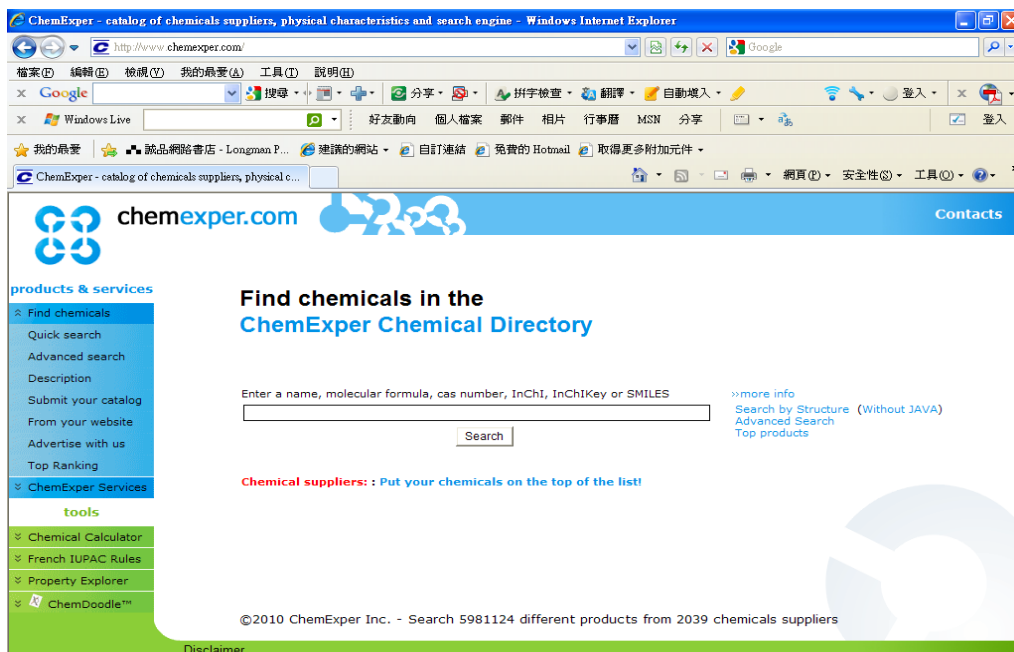 ChemExper - catalog of chemicals suppliers, physical characteristics and search engine - Windows Internet Explorer
http://www.chemexper.com/
Google
檔案(F) 編輯(E) 檢視(V) 我的最愛(A) 工具(T) 說明(H)
x Google 搜尋 分享 拼字檢查 翻譯 自動填入 登入 x
x Windows Live 好友動向 個人檔案 郵件 相片 行事曆 MSN 分享 登入
我的最愛 誠品網路書店 - Longman P... 建議的網站 自訂連結 免費的 Hotmail 取得更多附加元件
ChemExper - catalog of chemicals suppliers, physical c... 網頁(P) 安全性(S) 工具(O)
chemexper.com
Contacts
products & services
Find chemicals
Quick search
Advanced search
Description
Submit your catalog
From your website
Advertise with us
Top Ranking
ChemExper Services
tools
Chemical Calculator
French IUPAC Rules
Property Explorer
ChemDoodle™
Find chemicals in the
ChemExper Chemical Directory
Enter a name, molecular formula, cas number, InChI, InChIKey or SMILES
Search
»more info
Search by Structure (Without JAVA)
Advanced Search
Top products
Chemical suppliers: : Put your chemicals on the top of the list!
©2010 ChemExper Inc. - Search 5981124 different products from 2039 chemicals suppliers
Disclaimer